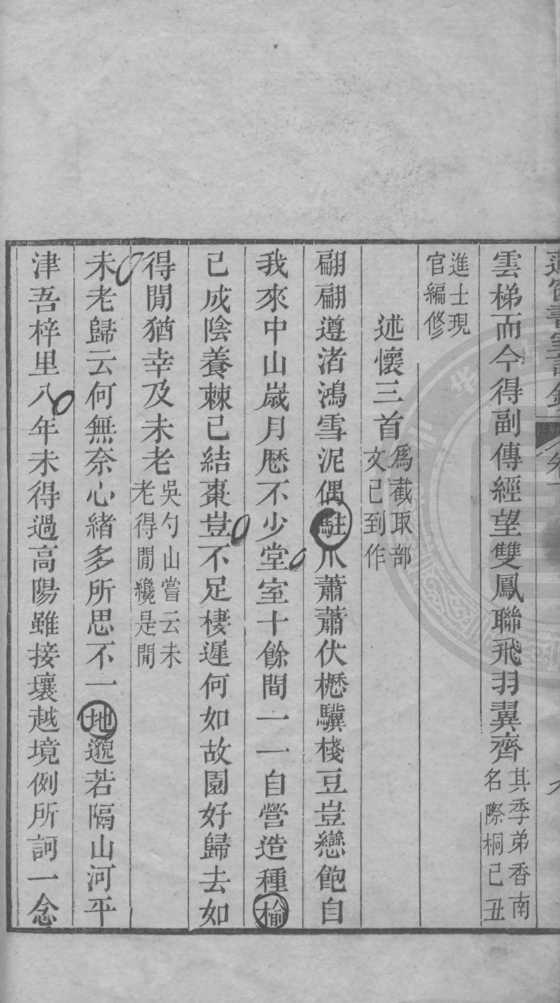 雲梯而今得副傳經望雙鳳聯飛羽翼齊其季弟香南名際桐己丑
進士現官編修
述懷三首為截取部文已到作
翩翩遵渚鴻雪泥偶駐爪蕭蕭伏櫪驥棧豆豈戀飽自
我來中山嵗月厯不少堂室十餘間一一自營造種榆
已成陰養棘已結棗豈不足棲遲何如故園好歸去如
得閒猶幸及未老吳勺山嘗云未老得閒纔是閒
未老歸云何無奈心緒多所思不一地邈若隔山河平
津吾梓里八年未得過高陽雖接壤越境例所訶一念